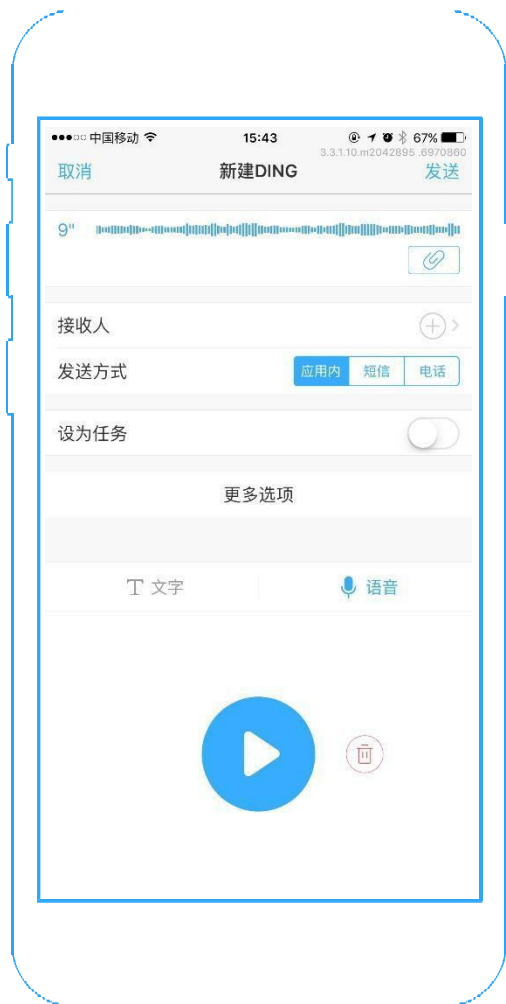 中国移动 15:43 67%
3.3.1.10.m2042895 .6970860
取消 新建DING 发送
9"
接收人
发送方式 应用内 短信 电话
设为任务
更多选项
T 文字 语音